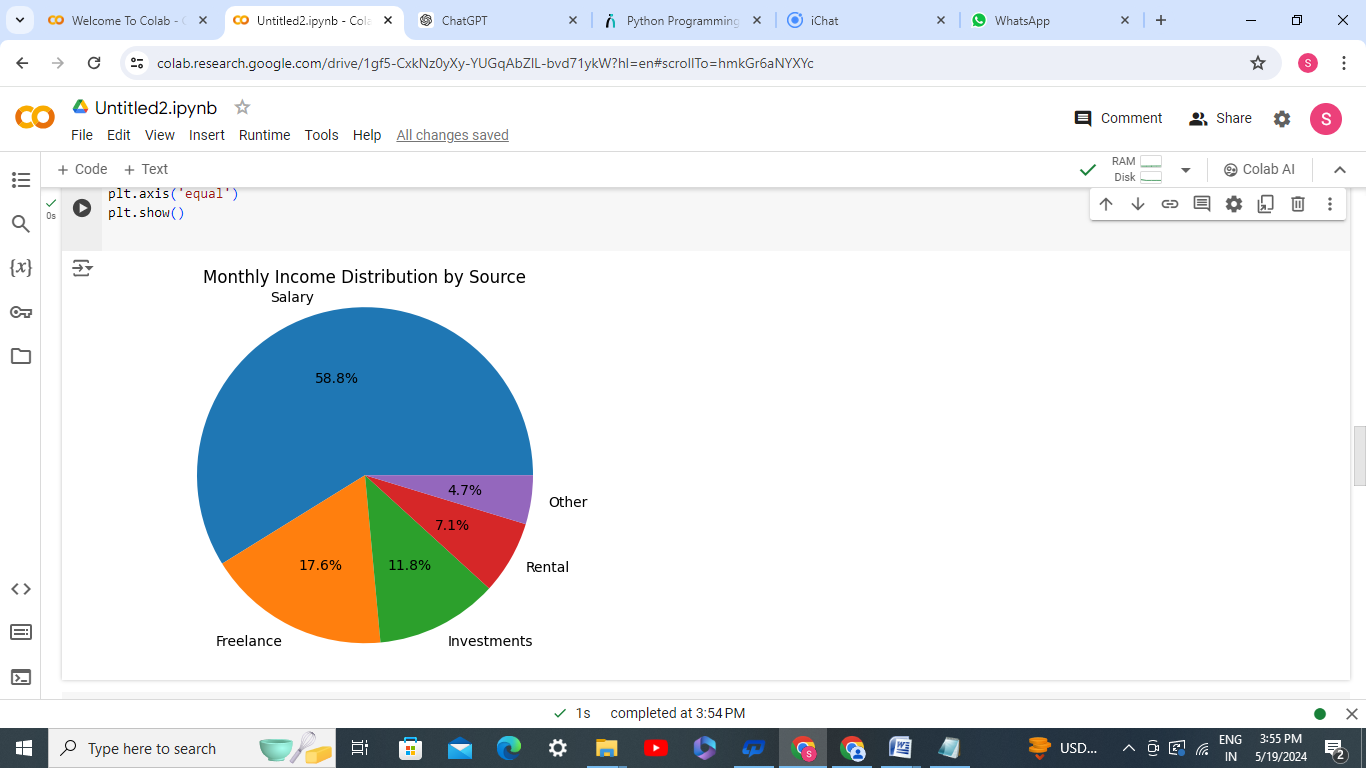 Welcome To Colab - C
Untitled2.ipynb - Cola
ChatGPT
Python Programming
iChat
WhatsApp
colab.research.google.com/drive/1gf5-CxkNz0yXy-YUGqAbZlL-bvd71ykW?hl=en#scrollTo=hmkGr6aNYXYc
S
Untitled2.ipynb
File Edit View Insert Runtime Tools Help All changes saved
Comment
Share
S
+ Code + Text
RAM
Disk
Colab AI
plt.axis('equal')
plt.show()
0s
{x}
Monthly Income Distribution by Source
Salary
58.8%
4.7%
Other
7.1%
17.6%
11.8%
Rental
Freelance
Investments
1s completed at 3:54 PM
Type here to search
USD...
ENG
IN
3:55 PM
5/19/2024
2